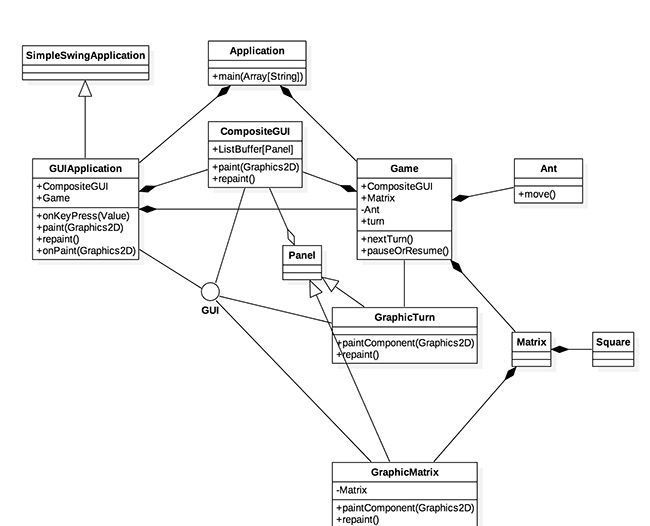 SimpleSwingApplication
Application
+main(Array[String])
CompositeGUI
+ListBuffer[Panel]
+paint(Graphics2D)
+repaint()
GUIApplication
+CompositeGUI
+Game
+onKeyPress(Value)
+paint(Graphics2D)
+repaint()
+onPaint(Graphics2D)
Game
+CompositeGUI
+Matrix
-Ant
+turn
+nextTurn()
+pauseOrResume()
Ant
+move()
Panel
GUI
GraphicTurn
+paintComponent(Graphics2D)
+repaint()
Matrix
Square
GraphicMatrix
-Matrix
+paintComponent(Graphics2D)
+repaint()